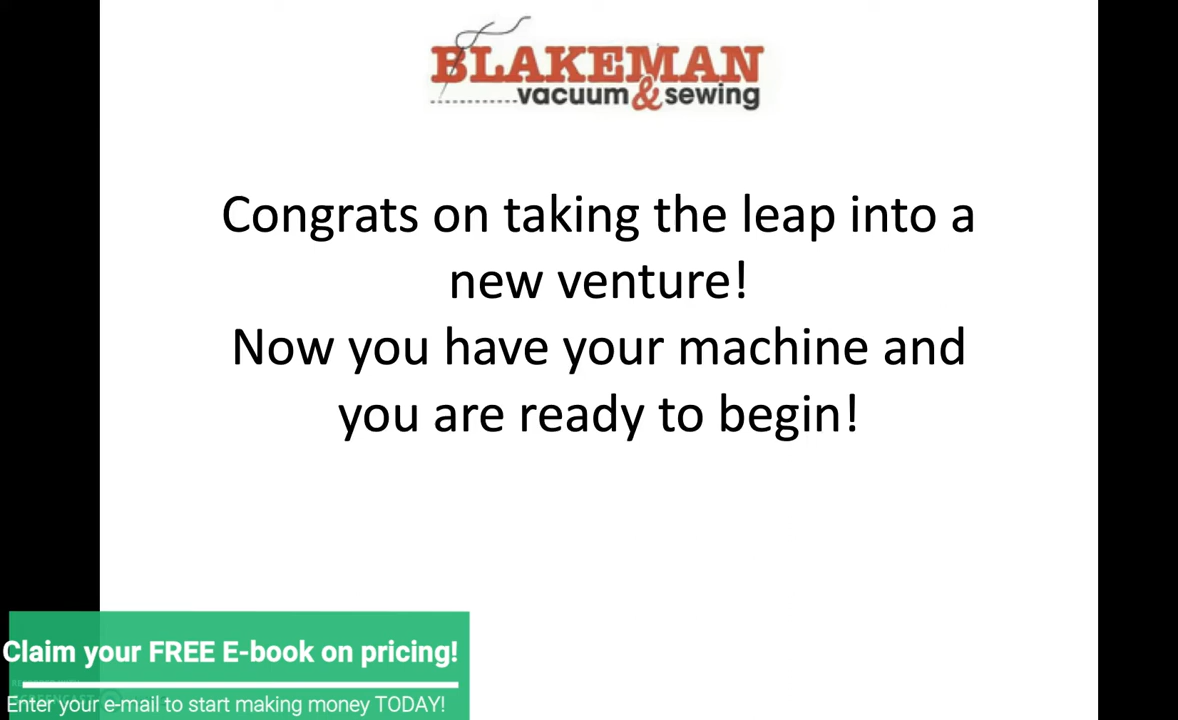 BLAKEMAN
vacuum & sewing
Congrats on taking the leap into a
new venture!
Now you have your machine and
you are ready to begin!
Claim your FREE E-book on pricing!
Enter your e-mail to start making money TODAY!